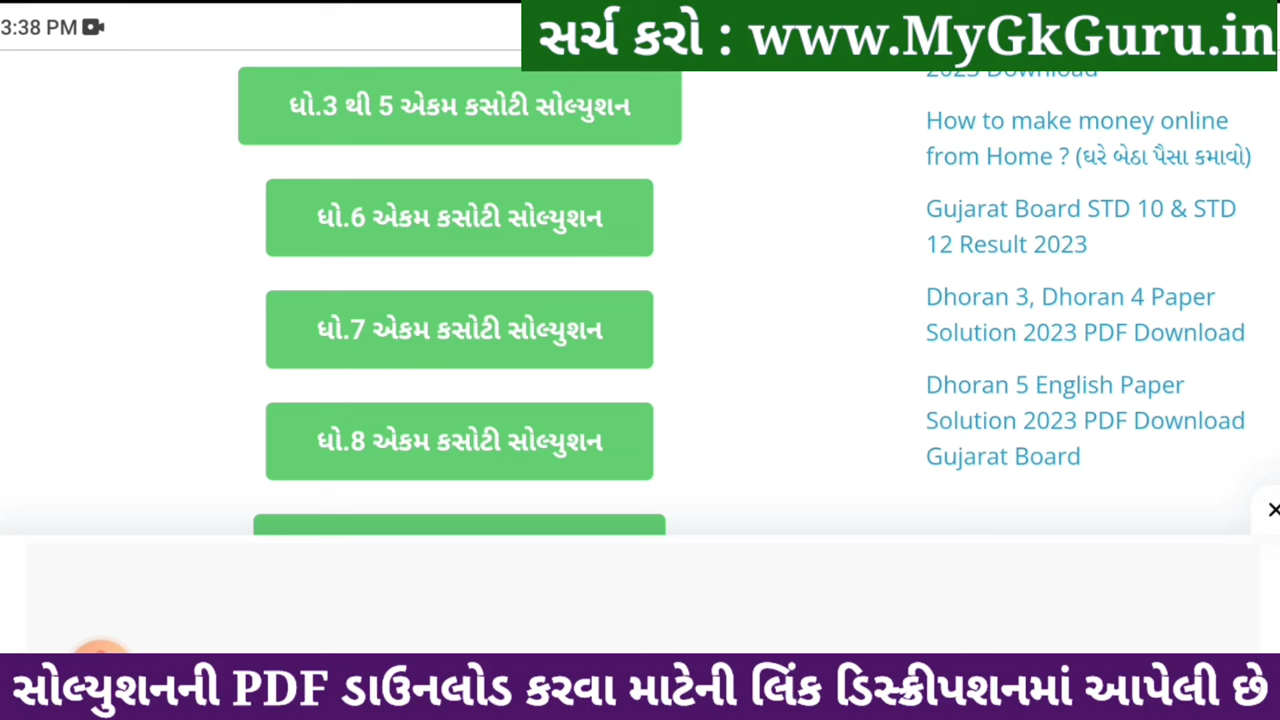 3:38 PM
સર્ચ કરો : www.MyGkGuru.in
ધો.3 થી 5 એકમ કસોટી સોલ્યુશન
ધો.6 એકમ કસોટી સોલ્યુશન
ધો.7 એકમ કસોટી સોલ્યુશન
ધો.8 એકમ કસોટી સોલ્યુશન
2023 Download
How to make money online
from Home ? (ઘરે બેઠા પૈસા કમાવો)
Gujarat Board STD 10 & STD
12 Result 2023
Dhoran 3, Dhoran 4 Paper
Solution 2023 PDF Download
Dhoran 5 English Paper
Solution 2023 PDF Download
Gujarat Board
સોલ્યુશનની PDF ડાઉનલોડ કરવા માટેની લિંક ડિસ્ક્રીપશનમાં આપેલી છે